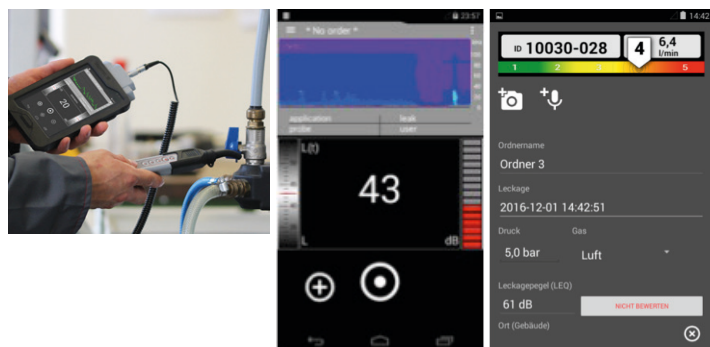 20
23:57
* No order *
application leak
probe user
L(t)
43
L dB
14:42
ID 10030-028 4 6,4 l/min
1 2 3 5
Ordnername
Ordner 3
Leckage
2016-12-01 14:42:51
Druck Gas
5,0 bar Luft
Leckagepegel (LEQ)
61 dB NICHT BEWERTEN
Ort (Gebäude)